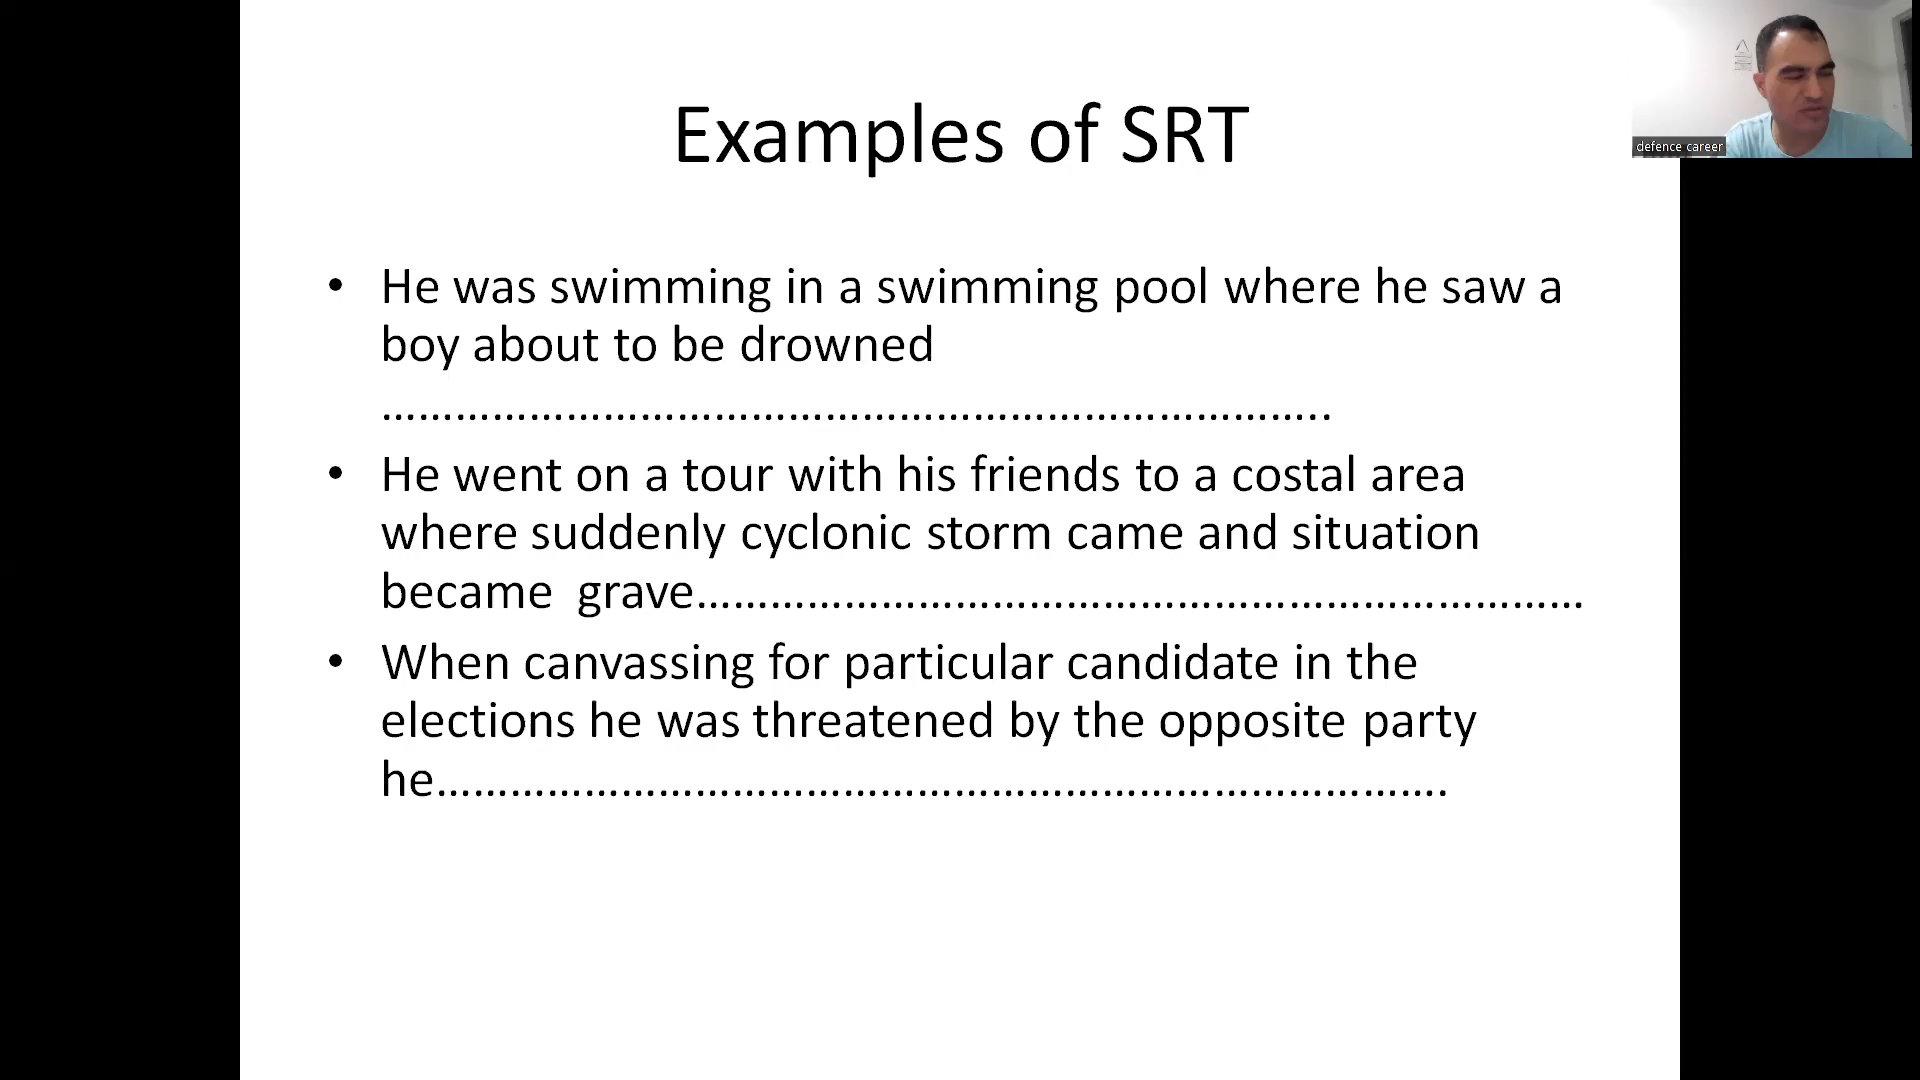 Examples of SRT
defence career
• He was swimming in a swimming pool where he saw a
boy about to be drowned
…………………………………………………………………..
• He went on a tour with his friends to a costal area
where suddenly cyclonic storm came and situation
became  grave………………………………………………………………
• When canvassing for particular candidate in the
elections he was threatened by the opposite party
he……………………………………………………………………….